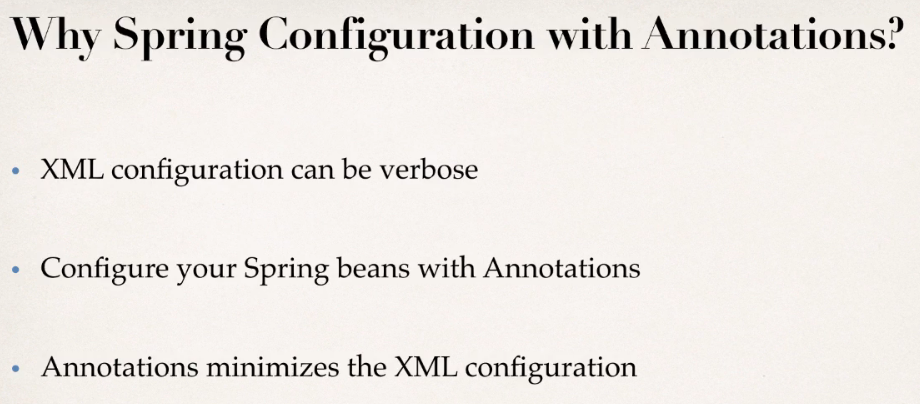 Why Spring Configuration with Annotations?
• XML configuration can be verbose
• Configure your Spring beans with Annotations
• Annotations minimizes the XML configuration